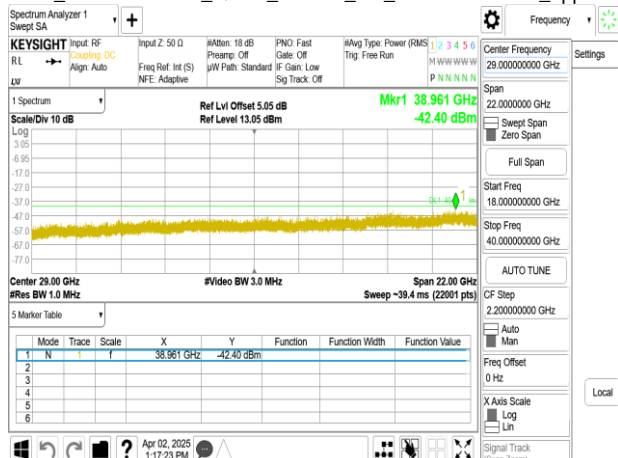 Spectrum Analyzer 1
Swept SA
Frequency
KEYSIGHT
RL
Input: RF
Coupling: DC
Align: Auto
Input Z: 50 Ω
Freq Ref: Int (S)
NFE: Adaptive
#Atten: 18 dB
Preamp: Off
µW Path: Standard
PNO: Fast
Gate: Off
IF Gain: Low
Sig Track: Off
#Avg Type: Power (RMS
Trig: Free Run
1 2 3 4 5 6
M W W W W W
P N N N N N
1 Spectrum
Scale/Div 10 dB
Ref Lvl Offset 5.05 dB
Ref Level 13.05 dBm
Mkr1 38.961 GHz
-42.40 dBm
Log
3.05
-6.95
-17.0
-27.0
-37.0
-47.0
-57.0
-67.0
-77.0
1
Center 29.00 GHz
#Res BW 1.0 MHz
#Video BW 3.0 MHz
Span 22.00 GHz
Sweep ~39.4 ms (22001 pts)
5 Marker Table
Mode Trace Scale X Y Function Function Width Function Value
1 N 1 f 38.961 GHz -42.40 dBm
2
3
4
5
6
Apr 02, 2025
1:17:23 PM
Center Frequency
29.000000000 GHz
Span
22.0000000 GHz
Swept Span
Zero Span
Full Span
Start Freq
18.000000000 GHz
Stop Freq
40.000000000 GHz
AUTO TUNE
CF Step
2.200000000 GHz
Auto
Man
Freq Offset
0 Hz
X Axis Scale
Log
Lin
Signal Track
Settings
Local